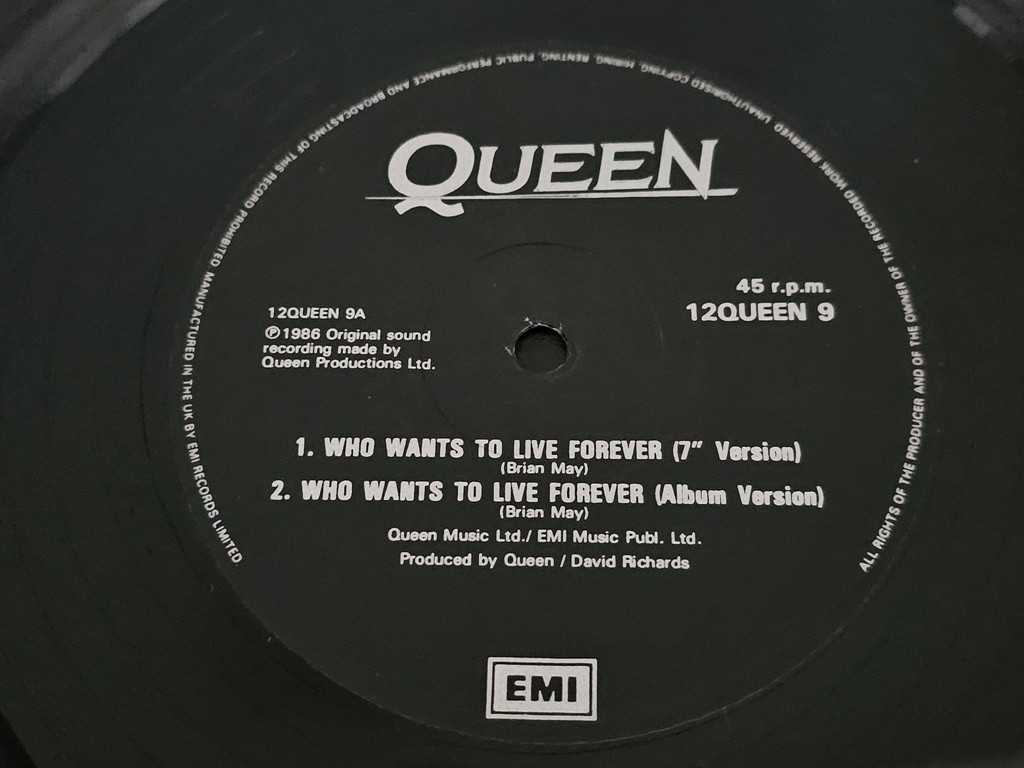 ALL RIGHTS OF THE PRODUCER AND OF THE OWNER OF THE RECORDED WORK RESERVED UNAUTHORISED COPYING, HIRING, RENTING, PUBLIC PERFORMANCE AND BROADCASTING OF THIS RECORD PROHIBITED MANUFACTURED IN THE UK BY EMI RECORDS LIMITED
QUEEN
45 r.p.m.
12QUEEN 9
12QUEEN 9A
℗1986 Original sound
recording made by
Queen Productions Ltd.
1. WHO WANTS TO LIVE FOREVER (7" Version)
(Brian May)
2. WHO WANTS TO LIVE FOREVER (Album Version)
(Brian May)
Queen Music Ltd./ EMI Music Publ. Ltd.
Produced by Queen / David Richards
EMI